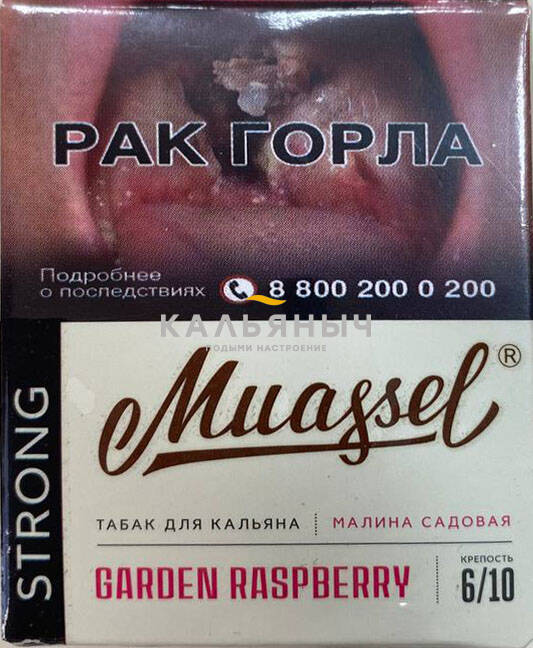 РАК ГОРЛА
Подробнее
о последствиях
8 800 200 0 200
КАЛЬЯНЫЧ
ПОДЫМИ НАСТРОЕНИЕ
Muassel®
STRONG
ТАБАК ДЛЯ КАЛЬЯНА
МАЛИНА САДОВАЯ
GARDEN RASPBERRY
КРЕПОСТЬ
6/10